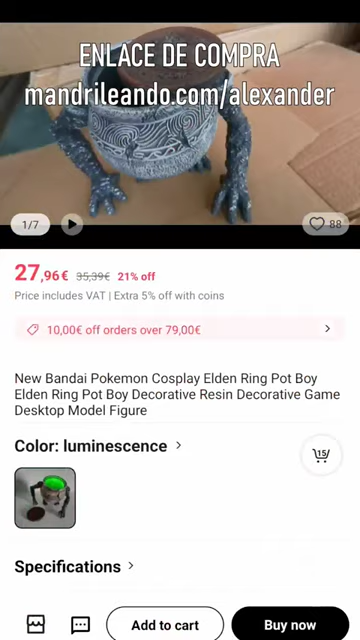 ENLACE DE COMPRA
mandrileando.com/alexander
1/7
88
27,96€ 35,39€ 21% off
Price includes VAT | Extra 5% off with coins
10,00€ off orders over 79,00€
New Bandai Pokemon Cosplay Elden Ring Pot Boy
Elden Ring Pot Boy Decorative Resin Decorative Game
Desktop Model Figure
Color: luminescence
15
Specifications
Add to cart
Buy now